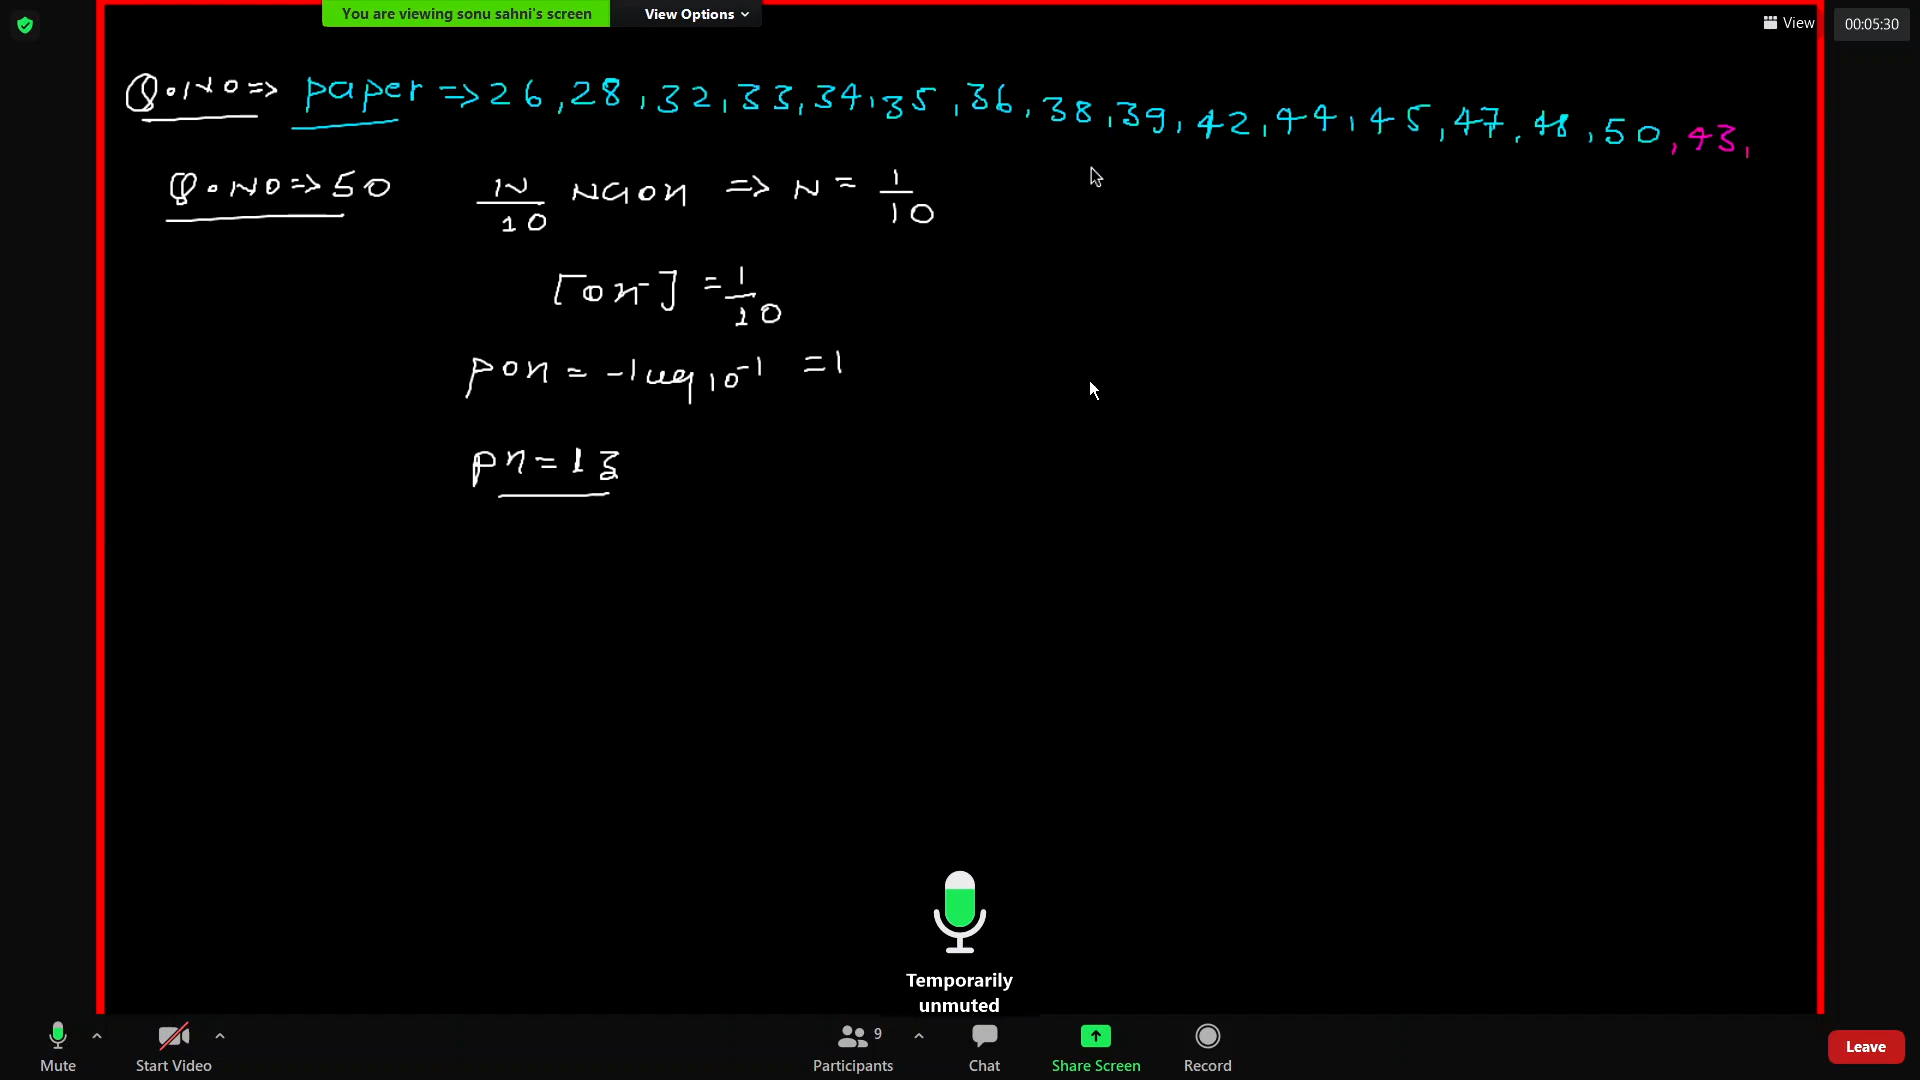 You are viewing sonu sahni's screen View Options
View 00:05:30
Q.NO => paper => 26, 28, 32, 33, 34, 35, 36, 38, 39, 42, 44, 45, 47, 48, 50, 43,
Q.NO => 50 N/10 NaOH => N = 1/10
[OH⁻] = 1/10
pOH = -log 10⁻¹ = 1
pH = 13
Temporarily
unmuted
Mute Start Video Participants 9 Chat Share Screen Record Leave